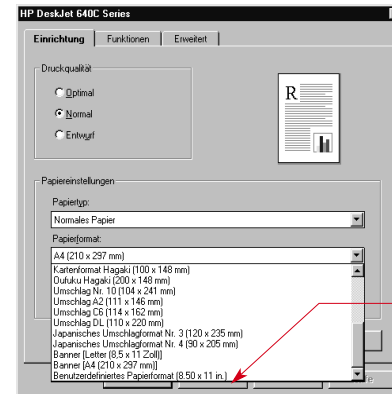 HP DeskJet 640C Series
Einrichtung Funktionen Erweitert
Druckqualität
Optimal
Normal
Entwurf
R
Papiereinstellungen
Papiertyp:
Normales Papier
Papierformat:
A4 (210 x 297 mm)
Kartenformat Hagaki (100 x 148 mm)
Oufuku Hagaki (200 x 148 mm)
Umschlag Nr. 10 (104 x 241 mm)
Umschlag A2 (111 x 146 mm)
Umschlag C6 (114 x 162 mm)
Umschlag DL (110 x 220 mm)
Japanisches Umschlagformat Nr. 3 (120 x 235 mm)
Japanisches Umschlagformat Nr. 4 (90 x 205 mm)
Banner [Letter (8,5 x 11 Zoll)]
Banner [A4 (210 x 297 mm)]
Benutzerdefiniertes Papierformat (8.50 x 11 in.)